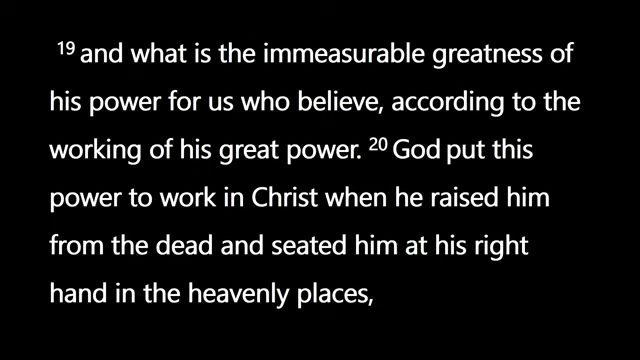 19 and what is the immeasurable greatness of
his power for us who believe, according to the
working of his great power. 20 God put this
power to work in Christ when he raised him
from the dead and seated him at his right
hand in the heavenly places,